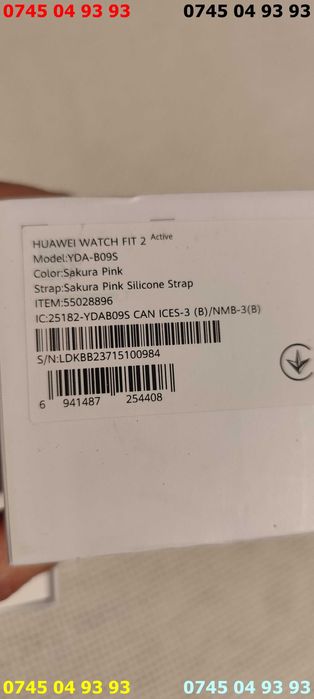 0745 04 93 93 0745 04 93 93
HUAWEI WATCH FIT 2 Active
Model:YDA-B09S
Color:Sakura Pink
Strap:Sakura Pink Silicone Strap
ITEM:55028896
IC:25182-YDAB09S CAN ICES-3 (B)/NMB-3(B)
S/N:LDKBB23715100984
6 941487 254408
0745 04 93 93 0745 04 93 93